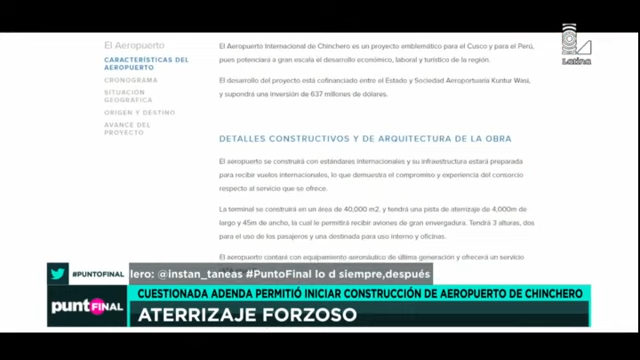 El Aeropuerto
CARACTERÍSTICAS DEL
AEROPUERTO
CRONOGRAMA
SITUACIÓN
GEOGRÁFICA
ORIGEN Y DESTINO
AVANCE DEL
PROYECTO
El Aeropuerto Internacional de Chinchero es un proyecto emblemático para el Cusco y para el Perú,
pues potenciará a gran escala el desarrollo económico, laboral y turístico de la región.
El desarrollo del proyecto está cofinanciado entre el Estado y Sociedad Aeroportuaria Kuntur Wasi,
y supondrá una inversión de 637 millones de dólares.
DETALLES CONSTRUCTIVOS Y DE ARQUITECTURA DE LA OBRA
El aeropuerto se construirá con estándares internacionales y su infraestructura estará preparada
para recibir vuelos internacionales, lo que demuestra el compromiso y experiencia del consorcio
respecto al servicio que se ofrece.
La terminal se construirá en un área de 40,000 m2, y tendrá una pista de aterrizaje de 4,000m de
largo y 45m de ancho, la cual le permitirá recibir aviones de gran envergadura. Tendrá 3 alturas, dos
para el uso de los pasajeros y una destinada para uso interno y oficinas.
El aeropuerto contará con equipamiento aeronáutico de última generación y ofrecerá un servicio
Latina
#PUNTOFINAL
lero: @instan_taneas #PuntoFinal lo d siempre,después
CUESTIONADA ADENDA PERMITIÓ INICIAR CONSTRUCCIÓN DE AEROPUERTO DE CHINCHERO
punto FINAL
ATERRIZAJE FORZOSO